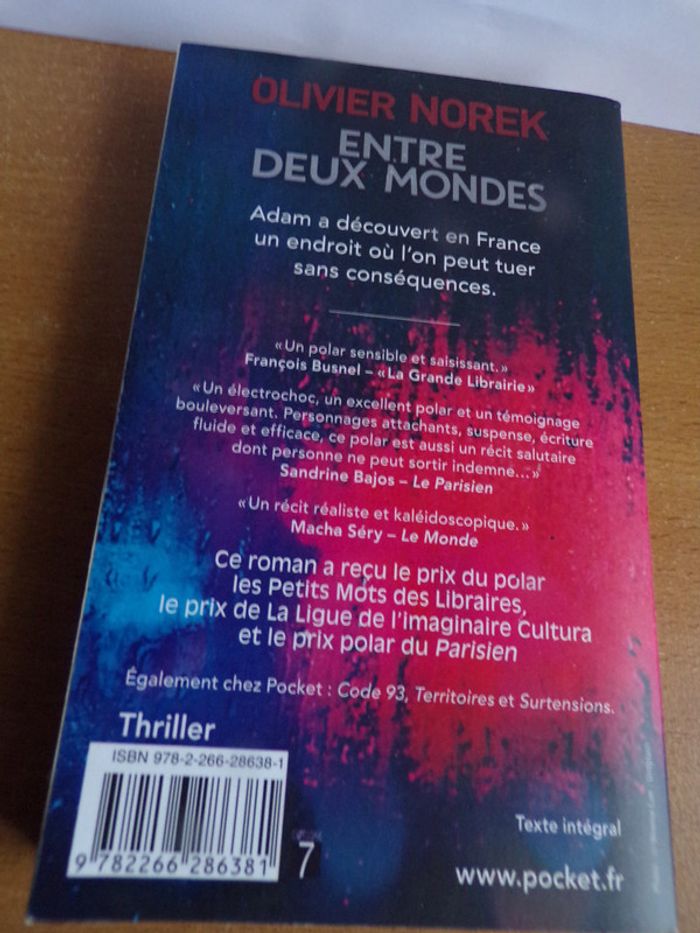 OLIVIER NOREK
ENTRE
DEUX MONDES
Adam a découvert en France
un endroit où l'on peut tuer
sans conséquences.
« Un polar sensible et saisissant. »
François Busnel – « La Grande Librairie »
« Un électrochoc, un excellent polar et un témoignage
bouleversant. Personnages attachants, suspense, écriture
fluide et efficace, ce polar est aussi un récit salutaire
dont personne ne peut sortir indemne... »
Sandrine Bajos – Le Parisien
« Un récit réaliste et kaléidoscopique. »
Macha Séry – Le Monde
Ce roman a reçu le prix du polar
les Petits Mots des Libraires,
le prix de La Ligue de l'imaginaire Cultura
et le prix polar du Parisien
Également chez Pocket : Code 93, Territoires et Surtensions.
Thriller
ISBN 978-2-266-28638-1
9 782266 286381
7
Texte intégral
www.pocket.fr